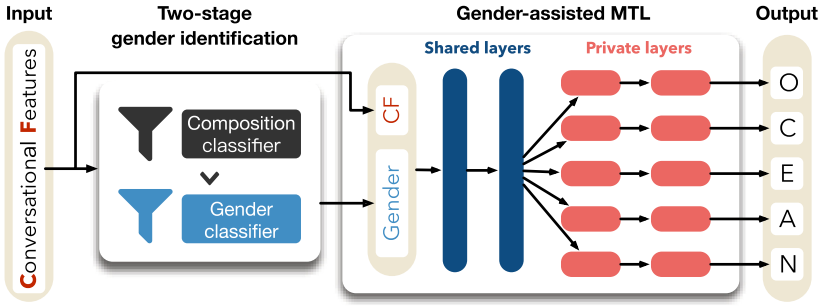 Input
Two-stage
gender identification
Gender-assisted MTL
Output
Conversational Features
Composition
classifier
Gender
classifier
CF
Gender
Shared layers
Private layers
O
C
E
A
N